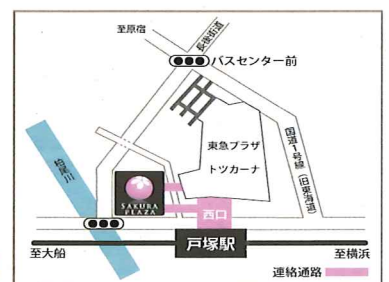 至原宿
長後街道
バスセンター前
東急プラザ
トツカーナ
国道1号線(旧東海道)
柏尾川
SAKURA
PLAZA
西口
戸塚駅
至大船
至横浜
連絡通路